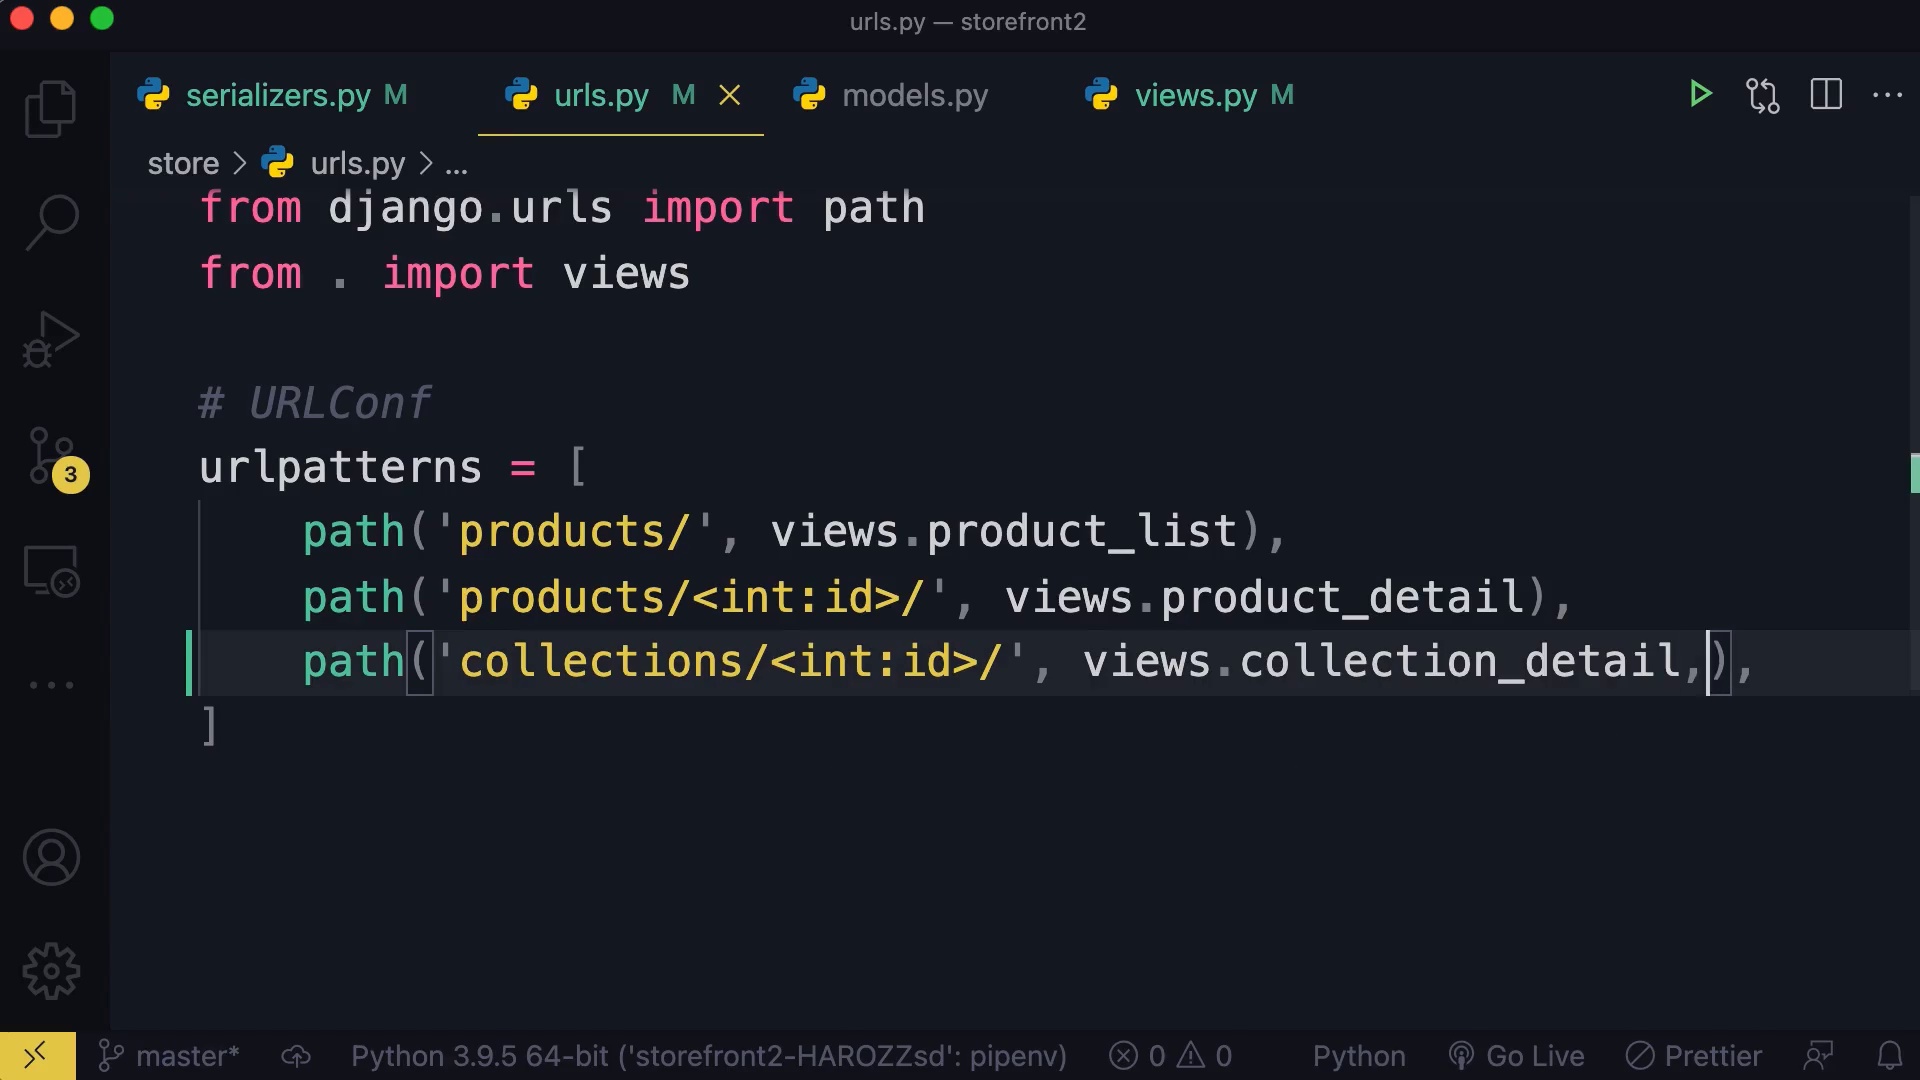 urls.py — storefront2
serializers.py M urls.py M models.py views.py M
store > urls.py > ...
from django.urls import path
from . import views
# URLConf
urlpatterns = [
path('products/', views.product_list),
path('products/<int:id>/', views.product_detail),
path('collections/<int:id>/', views.collection_detail,),
]
3
master* Python 3.9.5 64-bit ('storefront2-HAROZZsd': pipenv) 0 0 Python Go Live Prettier